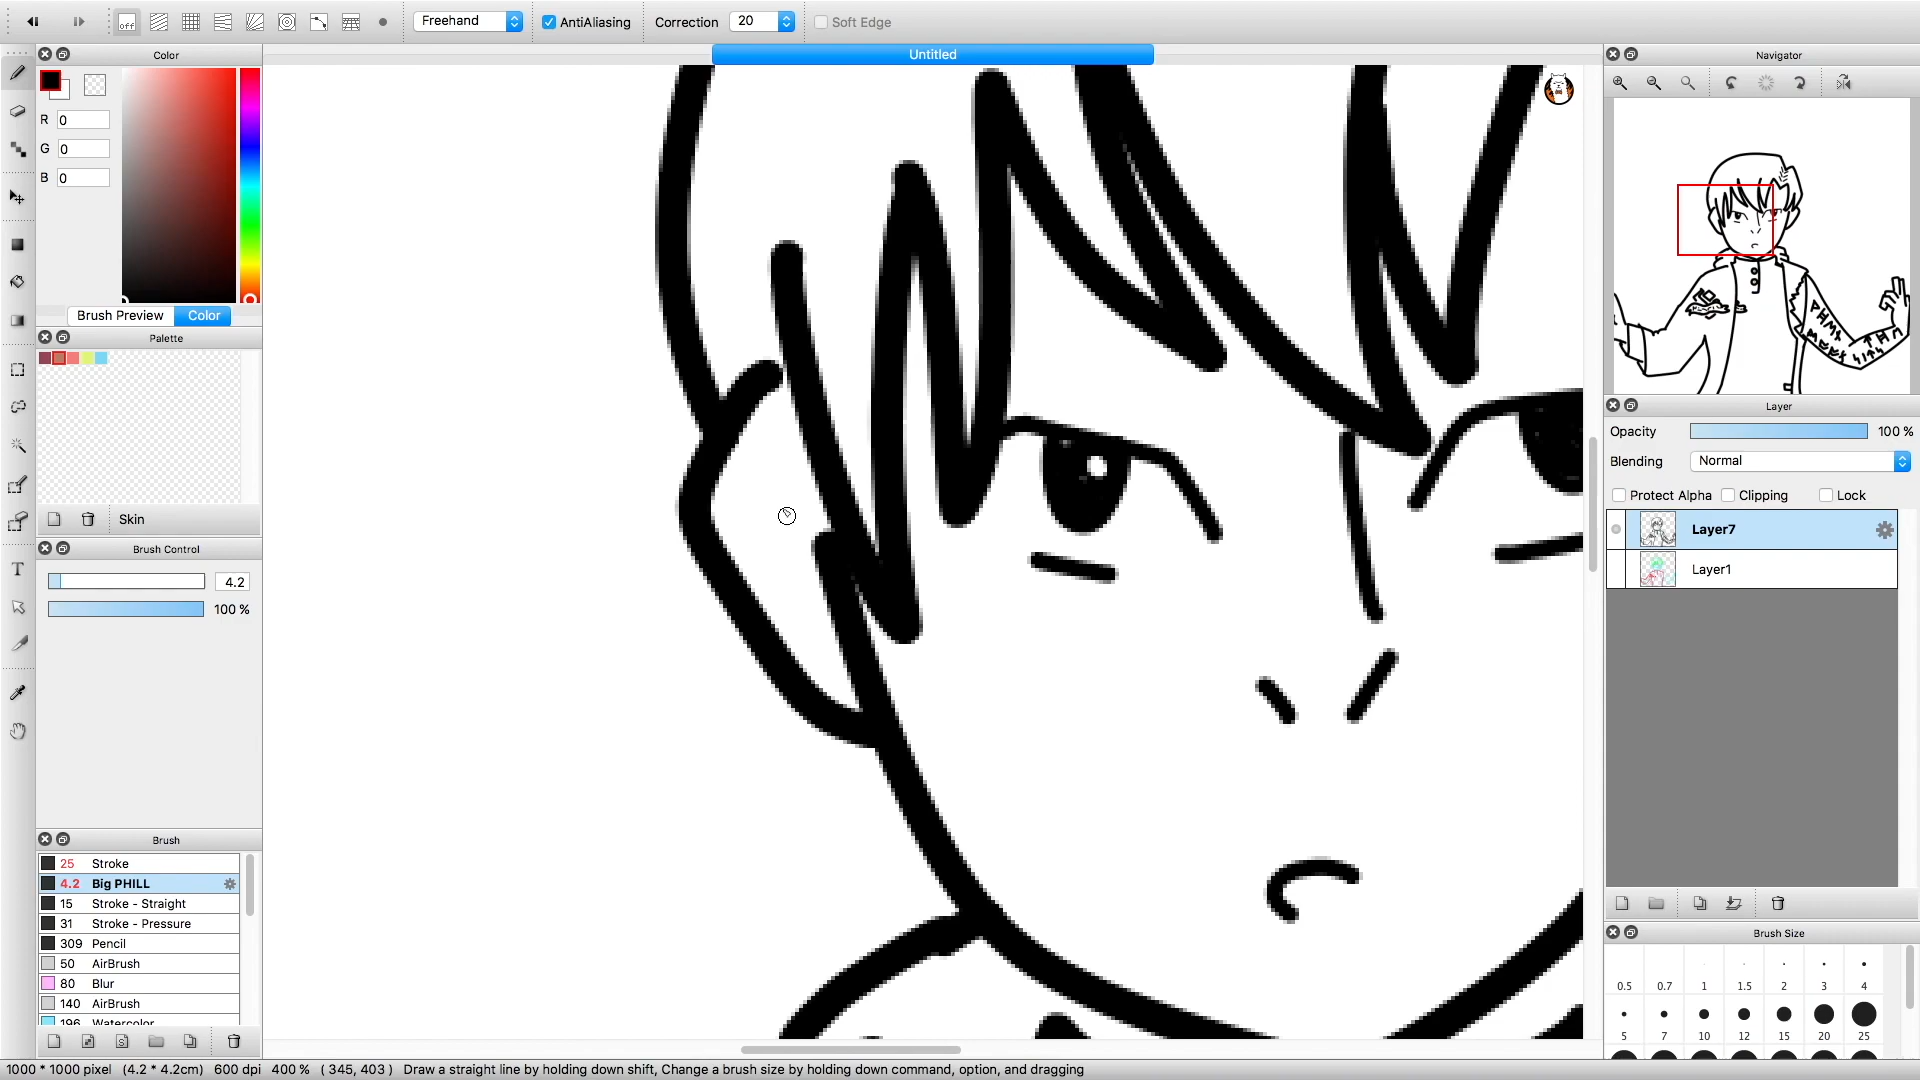 off
Freehand
AntiAliasing
Correction
20
Soft Edge
Color
R 0
G 0
B 0
Brush Preview
Color
Palette
Skin
Brush Control
4.2
100 %
Brush
25 Stroke
4.2 Big PHILL
15 Stroke - Straight
31 Stroke - Pressure
309 Pencil
50 AirBrush
80 Blur
140 AirBrush
196 Watercolor
Untitled
Navigator
Layer
Opacity
100 %
Blending
Normal
Protect Alpha
Clipping
Lock
Layer7
Layer1
Brush Size
0.5 0.7 1 1.5 2 3 4
5 7 10 12 15 20 25
1000 * 1000 pixel (4.2 * 4.2cm) 600 dpi 400 % ( 345, 403 ) Draw a straight line by holding down shift, Change a brush size by holding down command, option, and dragging